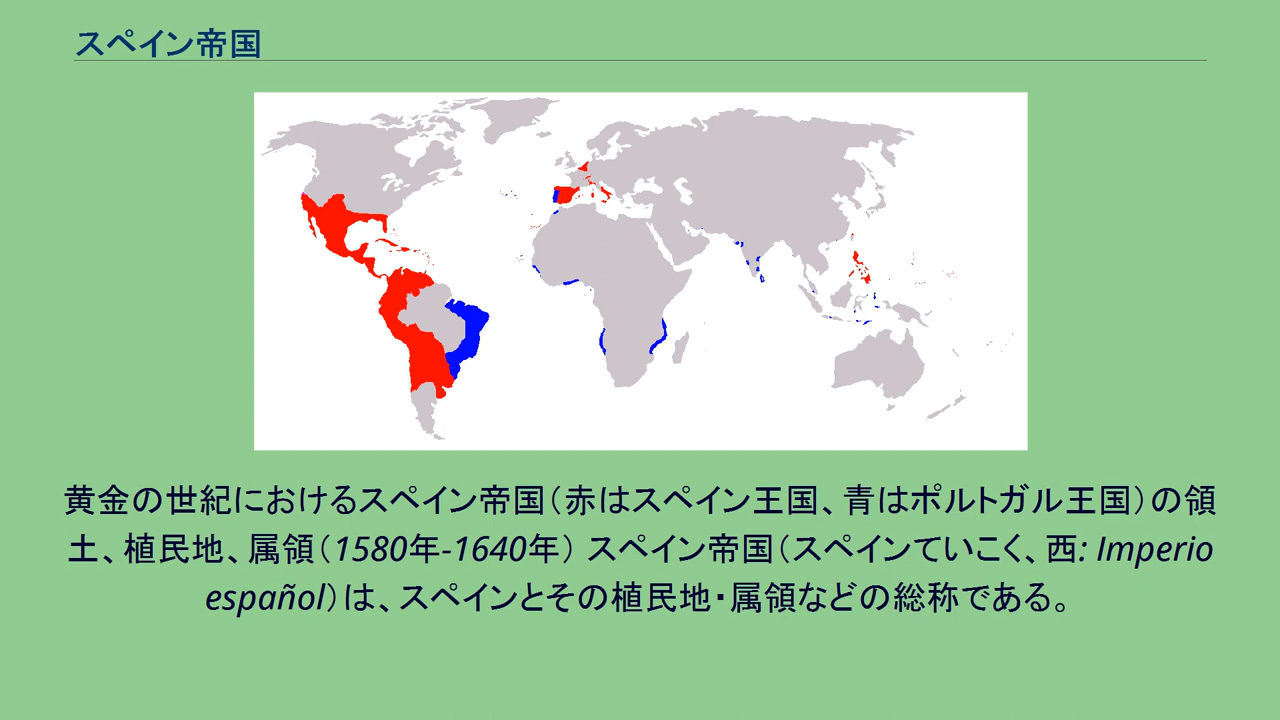 スペイン帝国
黄金の世紀におけるスペイン帝国(赤はスペイン王国、青はポルトガル王国)の領
土、植民地、属領(1580年-1640年) スペイン帝国(スペインていこく、西: Imperio
español)は、スペインとその植民地・属領などの総称である。